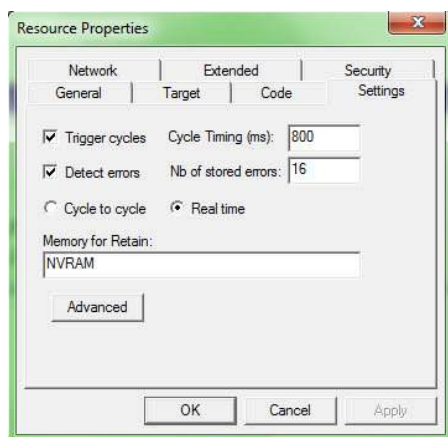 Resource Properties
Network Extended Security
General Target Code Settings
Trigger cycles Cycle Timing (ms): 800
Detect errors Nb of stored errors: 16
Cycle to cycle Real time
Memory for Retain:
NVRAM
Advanced
OK Cancel Apply